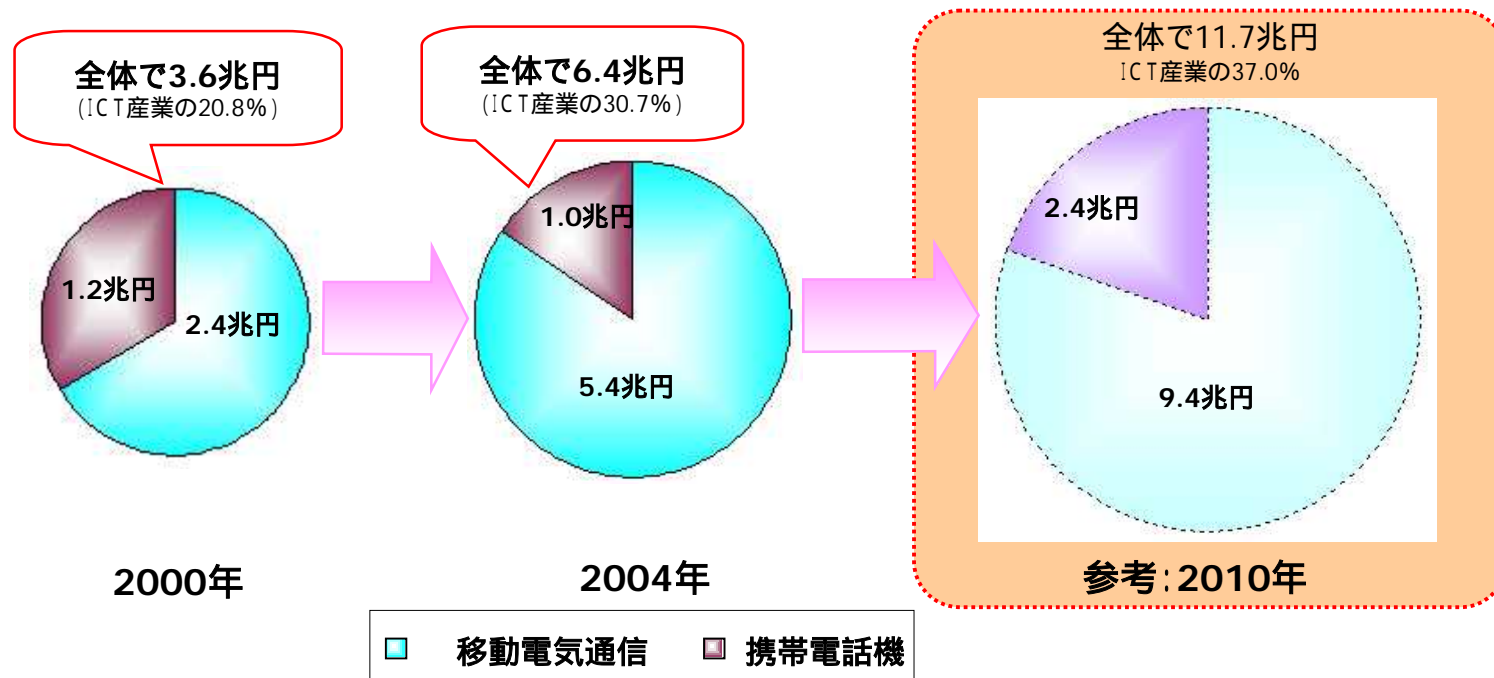 全体で3.6兆円
(ICT産業の20.8%)
1.2兆円
2.4兆円
2000年
全体で6.4兆円
(ICT産業の30.7%)
1.0兆円
5.4兆円
2004年
全体で11.7兆円
ICT産業の37.0%
2.4兆円
9.4兆円
参考:2010年
移動電気通信
携帯電話機